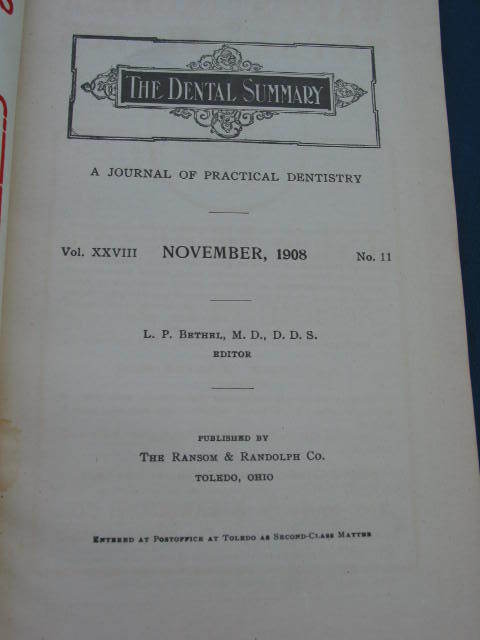 THE DENTAL SUMMARY
A JOURNAL OF PRACTICAL DENTISTRY
Vol. XXVIII NOVEMBER, 1908 No. 11
L. P. BETHEL, M. D., D. D. S.
EDITOR
PUBLISHED BY
THE RANSOM & RANDOLPH CO.
TOLEDO, OHIO
ENTERED AT POSTOFFICE AT TOLEDO AS SECOND-CLASS MATTER